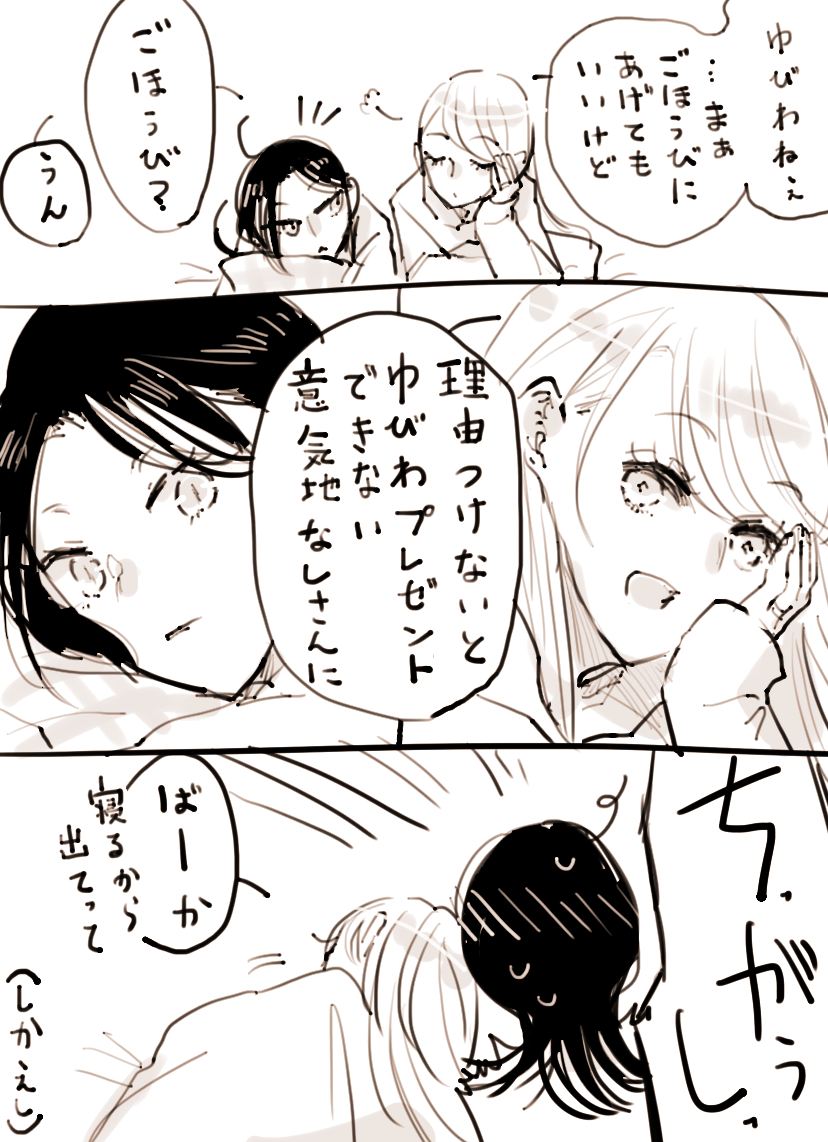 ゆびわねぇ
…まぁ
ごほうびに
あげても
いいけど
ごほうび?
うん
理由つけないと
ゆびわプレゼント
できない
意気地なしさんに
ちっ
がうしっ
ばーか
寝るから
出てって
(しかえし)